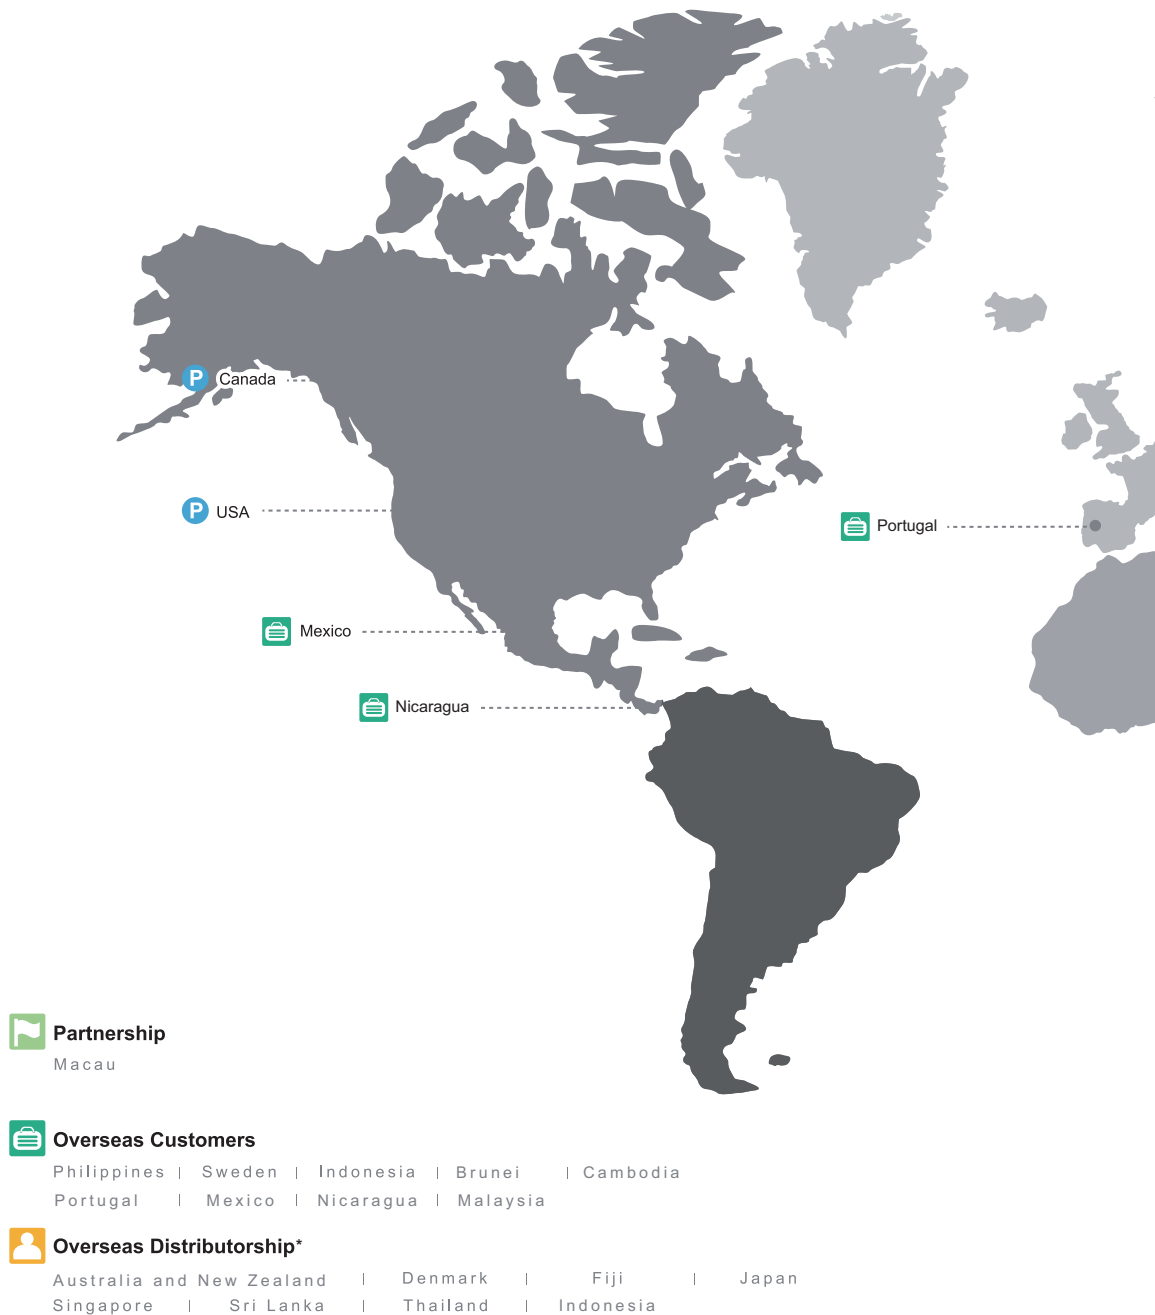 P Canada
P USA
Portugal
Mexico
Nicaragua
Partnership
Macau
Overseas Customers
Philippines | Sweden | Indonesia | Brunei | Cambodia
Portugal | Mexico | Nicaragua | Malaysia
Overseas Distributorship*
Australia and New Zealand | Denmark | Fiji | Japan
Singapore | Sri Lanka | Thailand | Indonesia